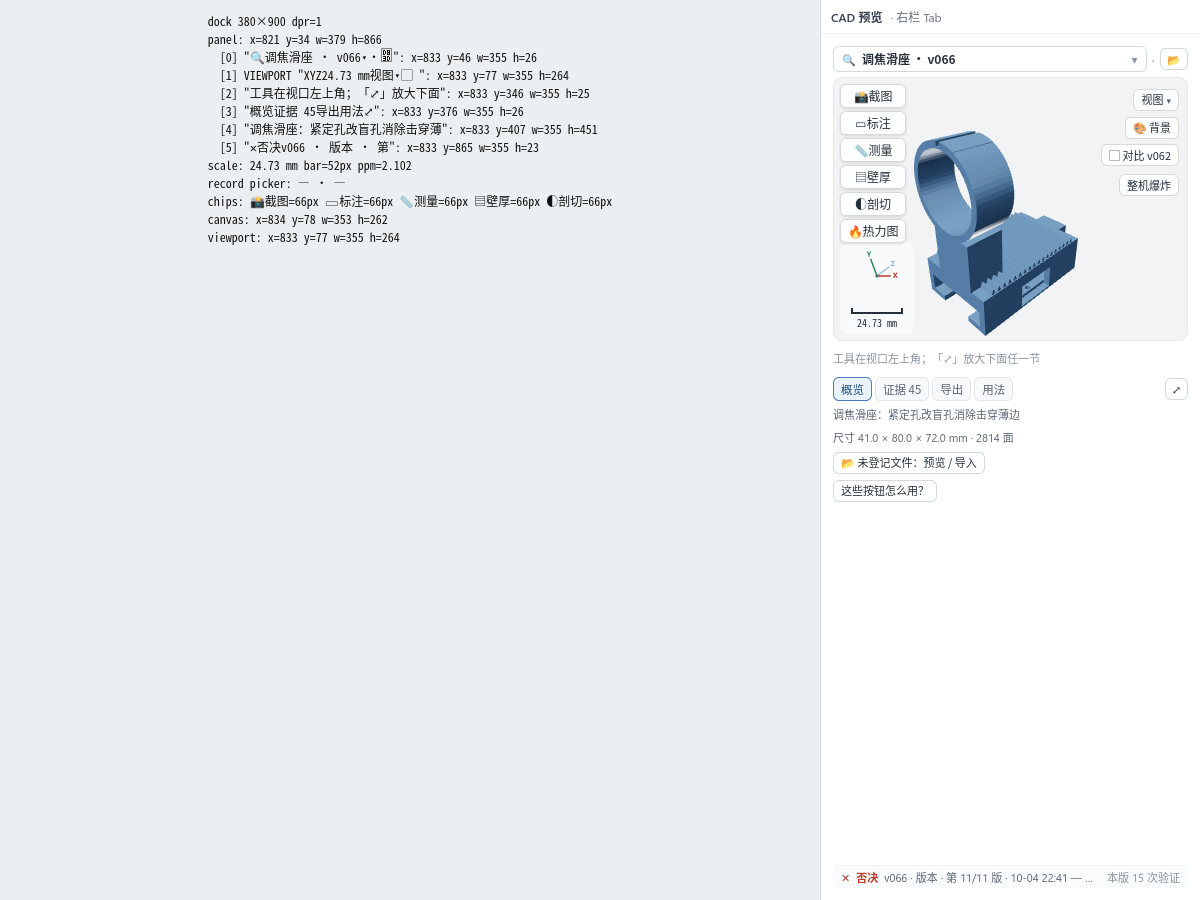 dock 380×900 dpr=1
panel: x=821 y=34 w=379 h=866
[0] "🔍调焦滑座 · v066▾·📂": x=833 y=46 w=355 h=26
[1] VIEWPORT "XYZ24.73 mm视图▾□ ": x=833 y=77 w=355 h=264
[2] "工具在视口左上角；「⤢」放大下面": x=833 y=346 w=355 h=25
[3] "概览证据 45导出用法⤢": x=833 y=376 w=355 h=26
[4] "调焦滑座：紧定孔改盲孔消除击穿薄": x=833 y=407 w=355 h=451
[5] "✕否决v066 · 版本 · 第": x=833 y=865 w=355 h=23
scale: 24.73 mm bar=52px ppm=2.102
record picker: — · —
chips: 📸截图=66px ▭标注=66px 📏测量=66px ▤壁厚=66px ◐剖切=66px
canvas: x=834 y=78 w=353 h=262
viewport: x=833 y=77 w=355 h=264
CAD 预览 · 右栏 Tab
🔍 调焦滑座 · v066 ▾ · 📂
📸截图
▭标注
📏测量
▤壁厚
◐剖切
🔥热力图
视图 ▾
🎨 背景
□ 对比 v062
整机爆炸
Y
Z
X
24.73 mm
工具在视口左上角；「⤢」放大下面任一节
概览 证据 45 导出 用法 ⤢
调焦滑座：紧定孔改盲孔消除击穿薄边
尺寸 41.0 × 80.0 × 72.0 mm · 2814 面
📂 未登记文件：预览 / 导入
这些按钮怎么用？
✕ 否决 v066 · 版本 · 第 11/11 版 · 10-04 22:41 — … 本版 15 次验证